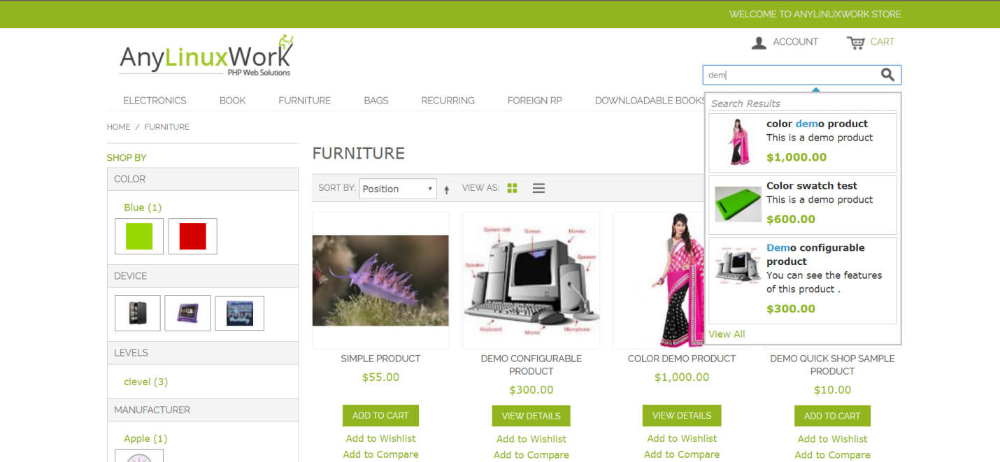 WELCOME TO ANYLINUXWORK STORE
AnyLinuxWork
PHP Web Solutions
ACCOUNT
CART
dem
ELECTRONICS
BOOK
FURNITURE
BAGS
RECURRING
FOREIGN RP
DOWNLOADABLE BOOKS
Search Results
color demo product
This is a demo product
$1,000.00
Color swatch test
This is a demo product
$600.00
Demo configurable
product
You can see the features
of this product .
$300.00
View All
HOME / FURNITURE
SHOP BY
COLOR
Blue (1)
DEVICE
LEVELS
clevel (3)
MANUFACTURER
Apple (1)
FURNITURE
SORT BY: Position
VIEW AS:
SIMPLE PRODUCT
$55.00
ADD TO CART
Add to Wishlist
Add to Compare
System Unit
Screen
Monitor
Speaker
Speaker
Keyboard
Mouse
Microphone
DEMO CONFIGURABLE
PRODUCT
$300.00
VIEW DETAILS
Add to Wishlist
Add to Compare
COLOR DEMO PRODUCT
$1,000.00
VIEW DETAILS
Add to Wishlist
Add to Compare
DEMO QUICK SHOP SAMPLE
PRODUCT
$10.00
ADD TO CART
Add to Wishlist
Add to Compare